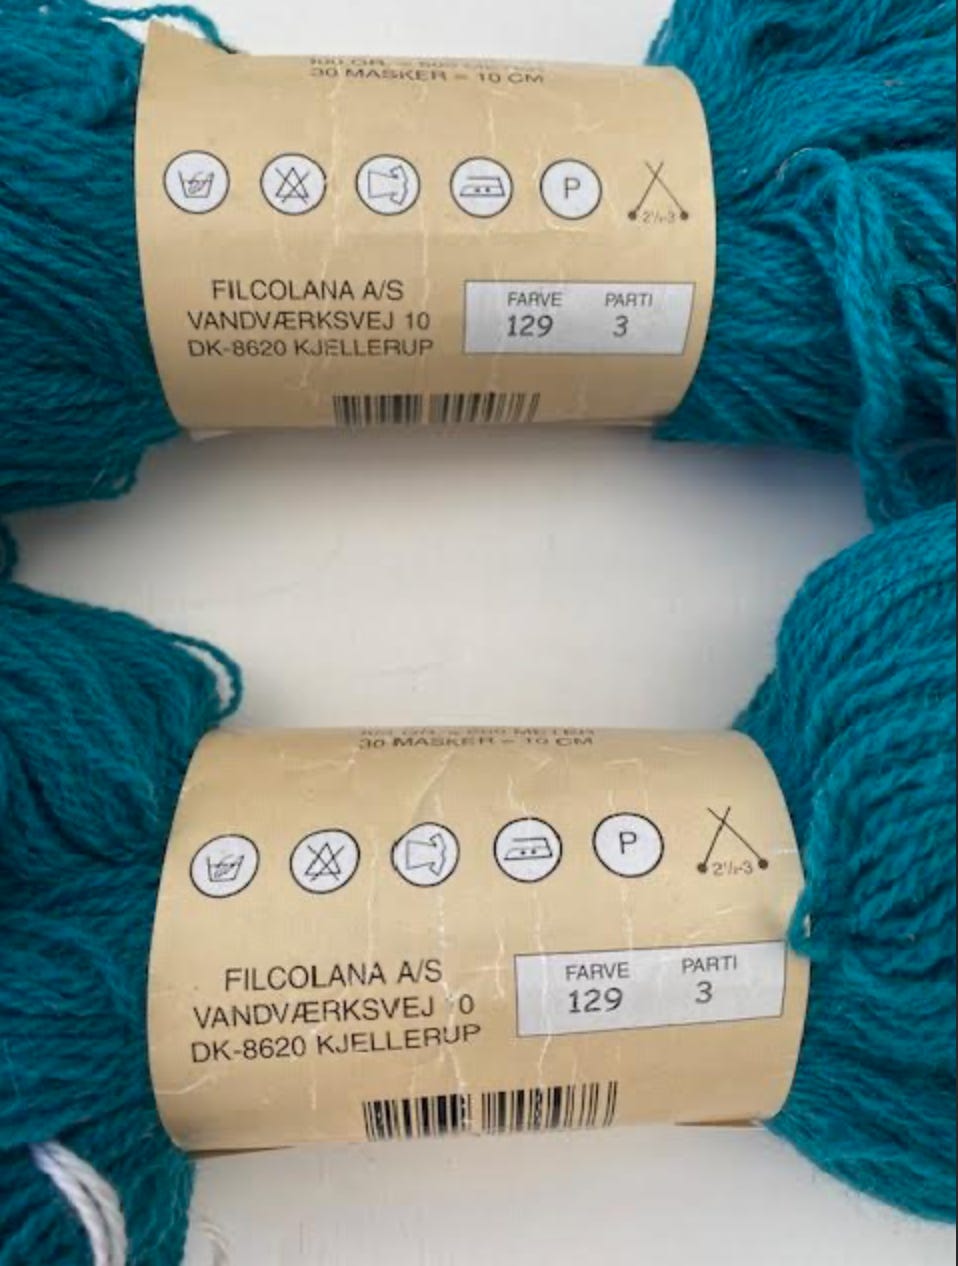 30 MASKER = 10 CM
P
2½-3
FILCOLANA A/S
VANDVÆRKSVEJ 10
DK-8620 KJELLERUP
FARVE PARTI
129 3
METER
30 MASKER = 10 CM
P
2½-3
FILCOLANA A/S
VANDVÆRKSVEJ 0
DK-8620 KJELLERUP
FARVE PARTI
129 3